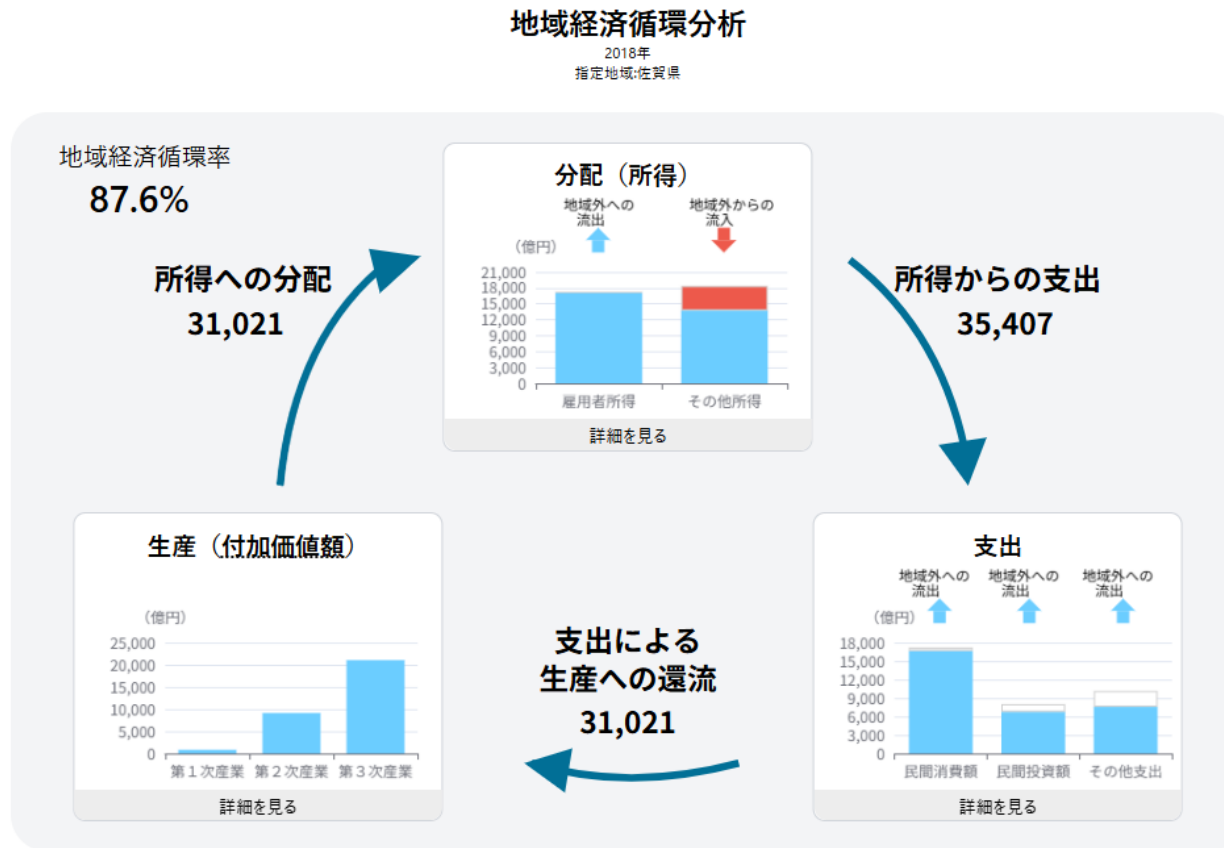 地域経済循環分析
2018年
指定地域:佐賀県
地域経済循環率
87.6%
分配（所得）
地域外への
流出
地域外からの
流入
（億円）
21,000
18,000
15,000
12,000
9,000
6,000
3,000
0
雇用者所得
その他所得
詳細を見る
所得への分配
31,021
所得からの支出
35,407
生産（付加価値額）
（億円）
25,000
20,000
15,000
10,000
5,000
0
第１次産業
第２次産業
第３次産業
詳細を見る
支出による
生産への還流
31,021
支出
地域外への
流出
地域外への
流出
地域外への
流出
（億円）
18,000
15,000
12,000
9,000
6,000
3,000
0
民間消費額
民間投資額
その他支出
詳細を見る